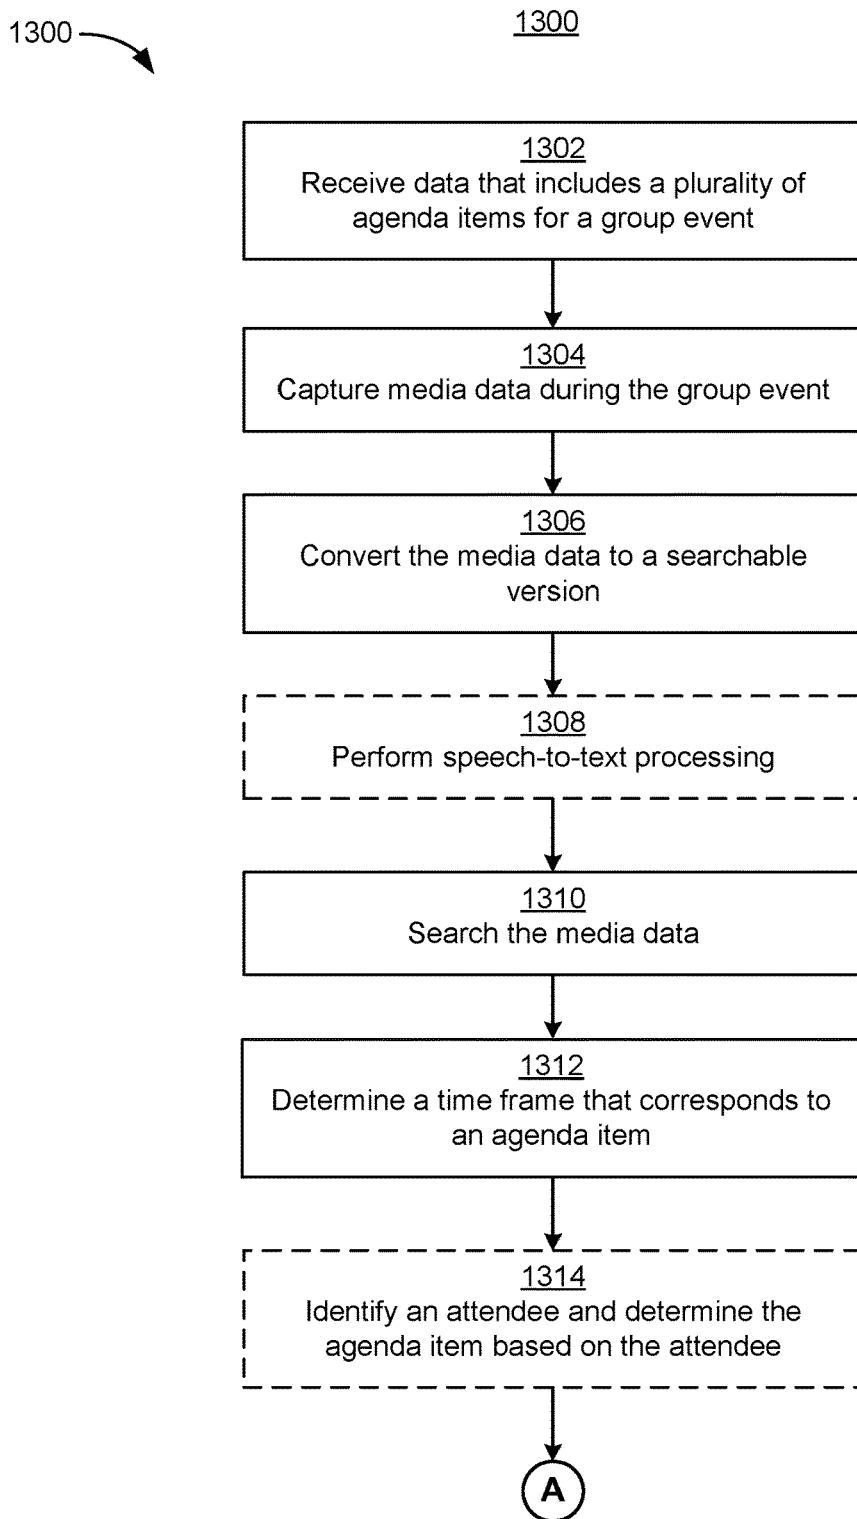 1300
1300
1302
Receive data that includes a plurality of
agenda items for a group event
1304
Capture media data during the group event
1306
Convert the media data to a searchable
version
1308
Perform speech-to-text processing
1310
Search the media data
1312
Determine a time frame that corresponds to
an agenda item
1314
Identify an attendee and determine the
agenda item based on the attendee
A